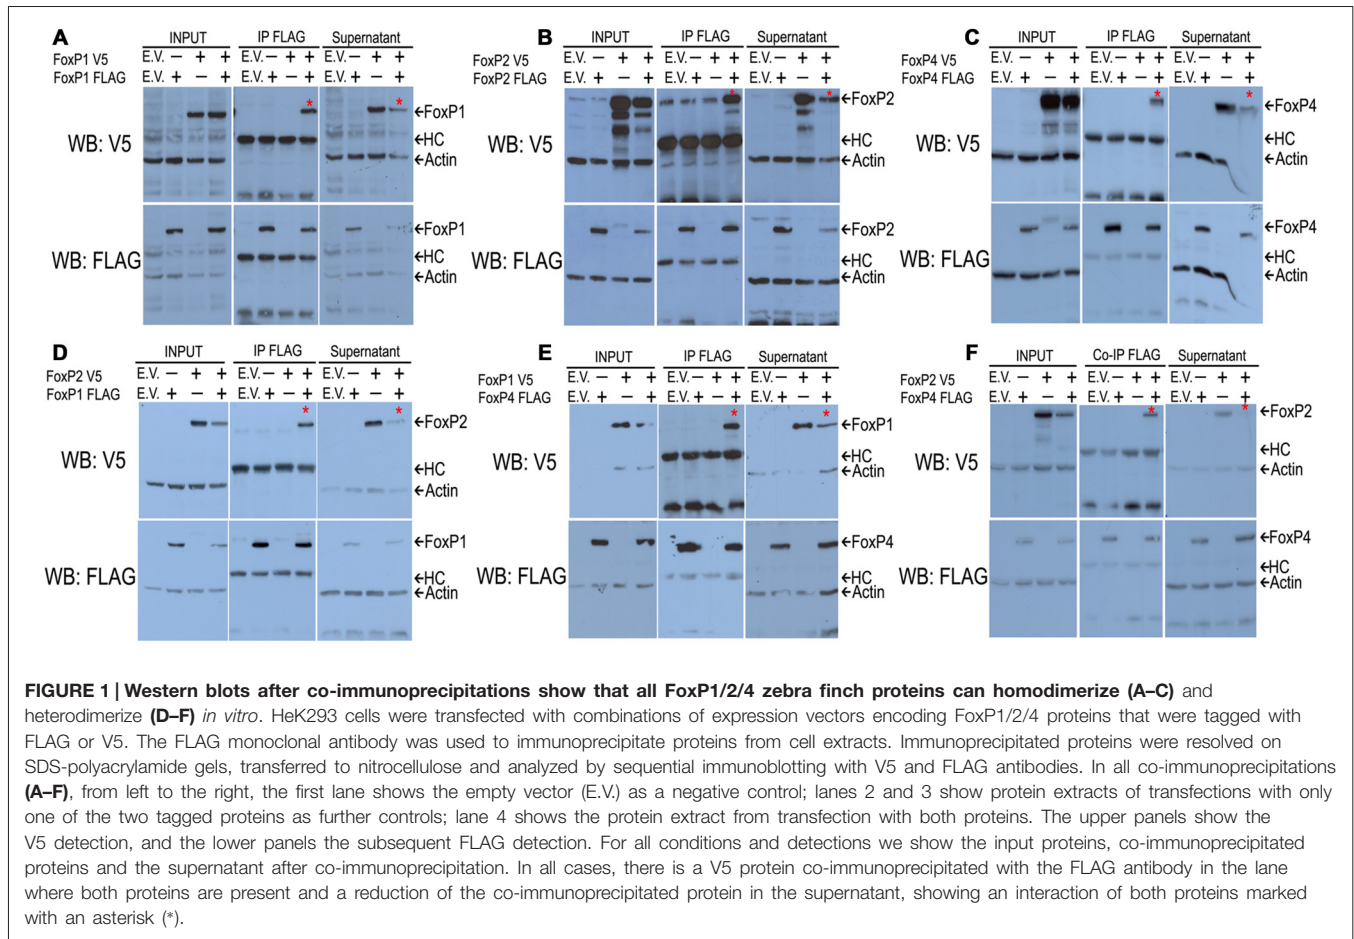 A INPUT IP FLAG Supernatant
FoxP1 V5 E.V. – + + E.V. – + + E.V. – + +
FoxP1 FLAG E.V. + – + E.V. + – + E.V. + – +
WB: V5
* *
←FoxP1
←HC
←Actin
WB: FLAG
←FoxP1
←HC
←Actin
B INPUT IP FLAG Supernatant
FoxP2 V5 E.V. – + + E.V. – + + E.V. – + +
FoxP2 FLAG E.V. + – + E.V. + – + E.V. + – +
WB: V5
* *
←FoxP2
←HC
←Actin
WB: FLAG
←FoxP2
←HC
←Actin
C INPUT IP FLAG Supernatant
FoxP4 V5 E.V. – + + E.V. – + + E.V. – + +
FoxP4 FLAG E.V. + – + E.V. + – + E.V. + – +
WB: V5
* *
←FoxP4
←HC
←Actin
WB: FLAG
←FoxP4
←HC
←Actin
D INPUT IP FLAG Supernatant
FoxP2 V5 E.V. – + + E.V. – + + E.V. – + +
FoxP1 FLAG E.V. + – + E.V. + – + E.V. + – +
WB: V5
* *
←FoxP2
←HC
←Actin
WB: FLAG
←FoxP1
←HC
←Actin
E INPUT IP FLAG Supernatant
FoxP1 V5 E.V. – + + E.V. – + + E.V. – + +
FoxP4 FLAG E.V. + – + E.V. + – + E.V. + – +
WB: V5
* *
←FoxP1
←HC
←Actin
WB: FLAG
←FoxP4
←HC
←Actin
F INPUT Co-IP FLAG Supernatant
FoxP2 V5 E.V. – + + E.V. – + + E.V. – + +
FoxP4 FLAG E.V. + – + E.V. + – + E.V. + – +
WB: V5
* *
←FoxP2
←HC
←Actin
WB: FLAG
←FoxP4
←HC
←Actin
FIGURE 1 | Western blots after co-immunoprecipitations show that all FoxP1/2/4 zebra finch proteins can homodimerize (A–C) and
heterodimerize (D–F) in vitro. HeK293 cells were transfected with combinations of expression vectors encoding FoxP1/2/4 proteins that were tagged with
FLAG or V5. The FLAG monoclonal antibody was used to immunoprecipitate proteins from cell extracts. Immunoprecipitated proteins were resolved on
SDS-polyacrylamide gels, transferred to nitrocellulose and analyzed by sequential immunoblotting with V5 and FLAG antibodies. In all co-immunoprecipitations
(A–F), from left to the right, the first lane shows the empty vector (E.V.) as a negative control; lanes 2 and 3 show protein extracts of transfections with only
one of the two tagged proteins as further controls; lane 4 shows the protein extract from transfection with both proteins. The upper panels show the
V5 detection, and the lower panels the subsequent FLAG detection. For all conditions and detections we show the input proteins, co-immunoprecipitated
proteins and the supernatant after co-immunoprecipitation. In all cases, there is a V5 protein co-immunoprecipitated with the FLAG antibody in the lane
where both proteins are present and a reduction of the co-immunoprecipitated protein in the supernatant, showing an interaction of both proteins marked
with an asterisk (*).